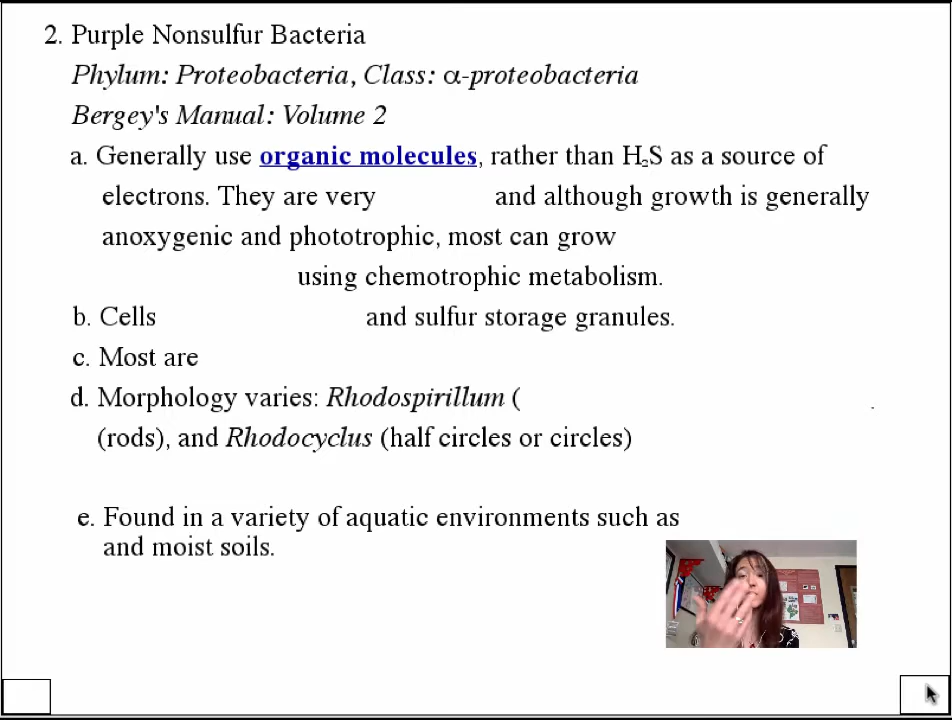 2. Purple Nonsulfur Bacteria
Phylum: Proteobacteria, Class: α-proteobacteria
Bergey's Manual: Volume 2
a. Generally use organic molecules, rather than H₂S as a source of
electrons. They are very and although growth is generally
anoxygenic and phototrophic, most can grow
using chemotrophic metabolism.
b. Cells and sulfur storage granules.
c. Most are
d. Morphology varies: Rhodospirillum (
(rods), and Rhodocyclus (half circles or circles)
e. Found in a variety of aquatic environments such as
and moist soils.